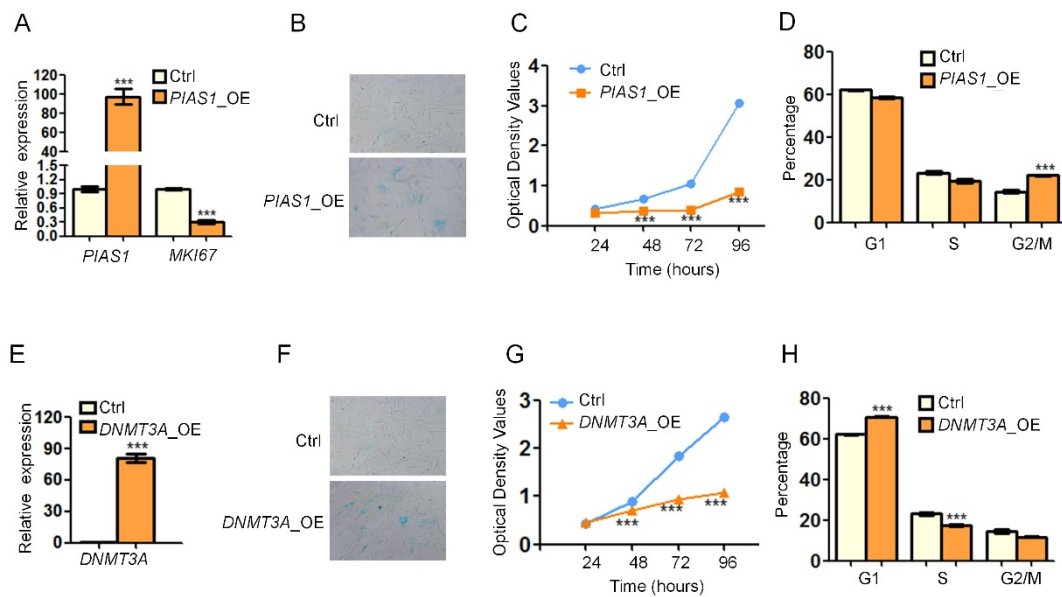 A
Relative expression
120
100
80
60
40
20
1.2
0.9
0.6
0.3
0.0
***
***
Ctrl
PIAS1_OE
PIAS1 MKI67
B
Ctrl
PIAS1_OE
C
Optical Density Values
4
3
2
1
0
Ctrl
PIAS1_OE
*** *** ***
24 48 72 96
Time (hours)
D
Percentage
80
60
40
20
0
Ctrl
PIAS1_OE
***
G1 S G2/M
E
Relative expression
120
90
60
30
0
Ctrl
DNMT3A_OE
***
DNMT3A
F
Ctrl
DNMT3A_OE
G
Optical Density Values
3
2
1
0
Ctrl
DNMT3A_OE
*** *** ***
24 48 72 96
Time (hours)
H
Percentage
80
60
40
20
0
Ctrl
DNMT3A_OE
***
***
G1 S G2/M